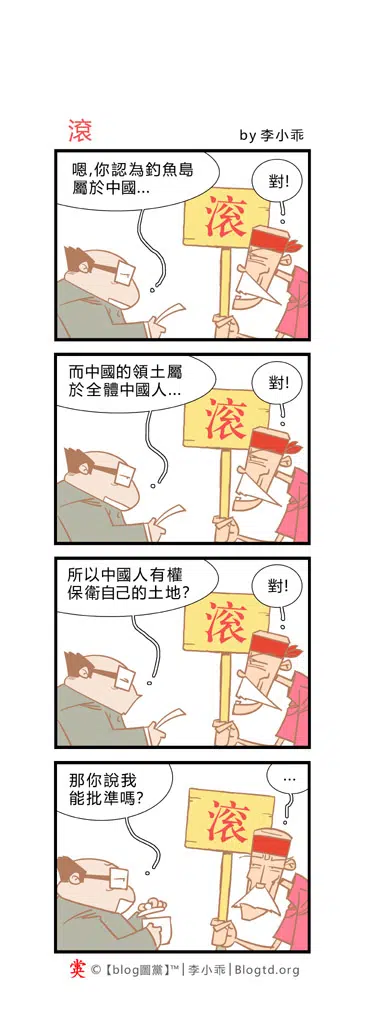 滾
by 李小乖
嗯,你認為釣魚島
屬於中國...
對!
滾
而中國的領土屬
於全體中國人...
對!
滾
所以中國人有權
保衛自己的土地?
對!
滾
那你說我
能批準嗎?
...
滾
©【blog圖黨】™│李小乖│Blogtd.org